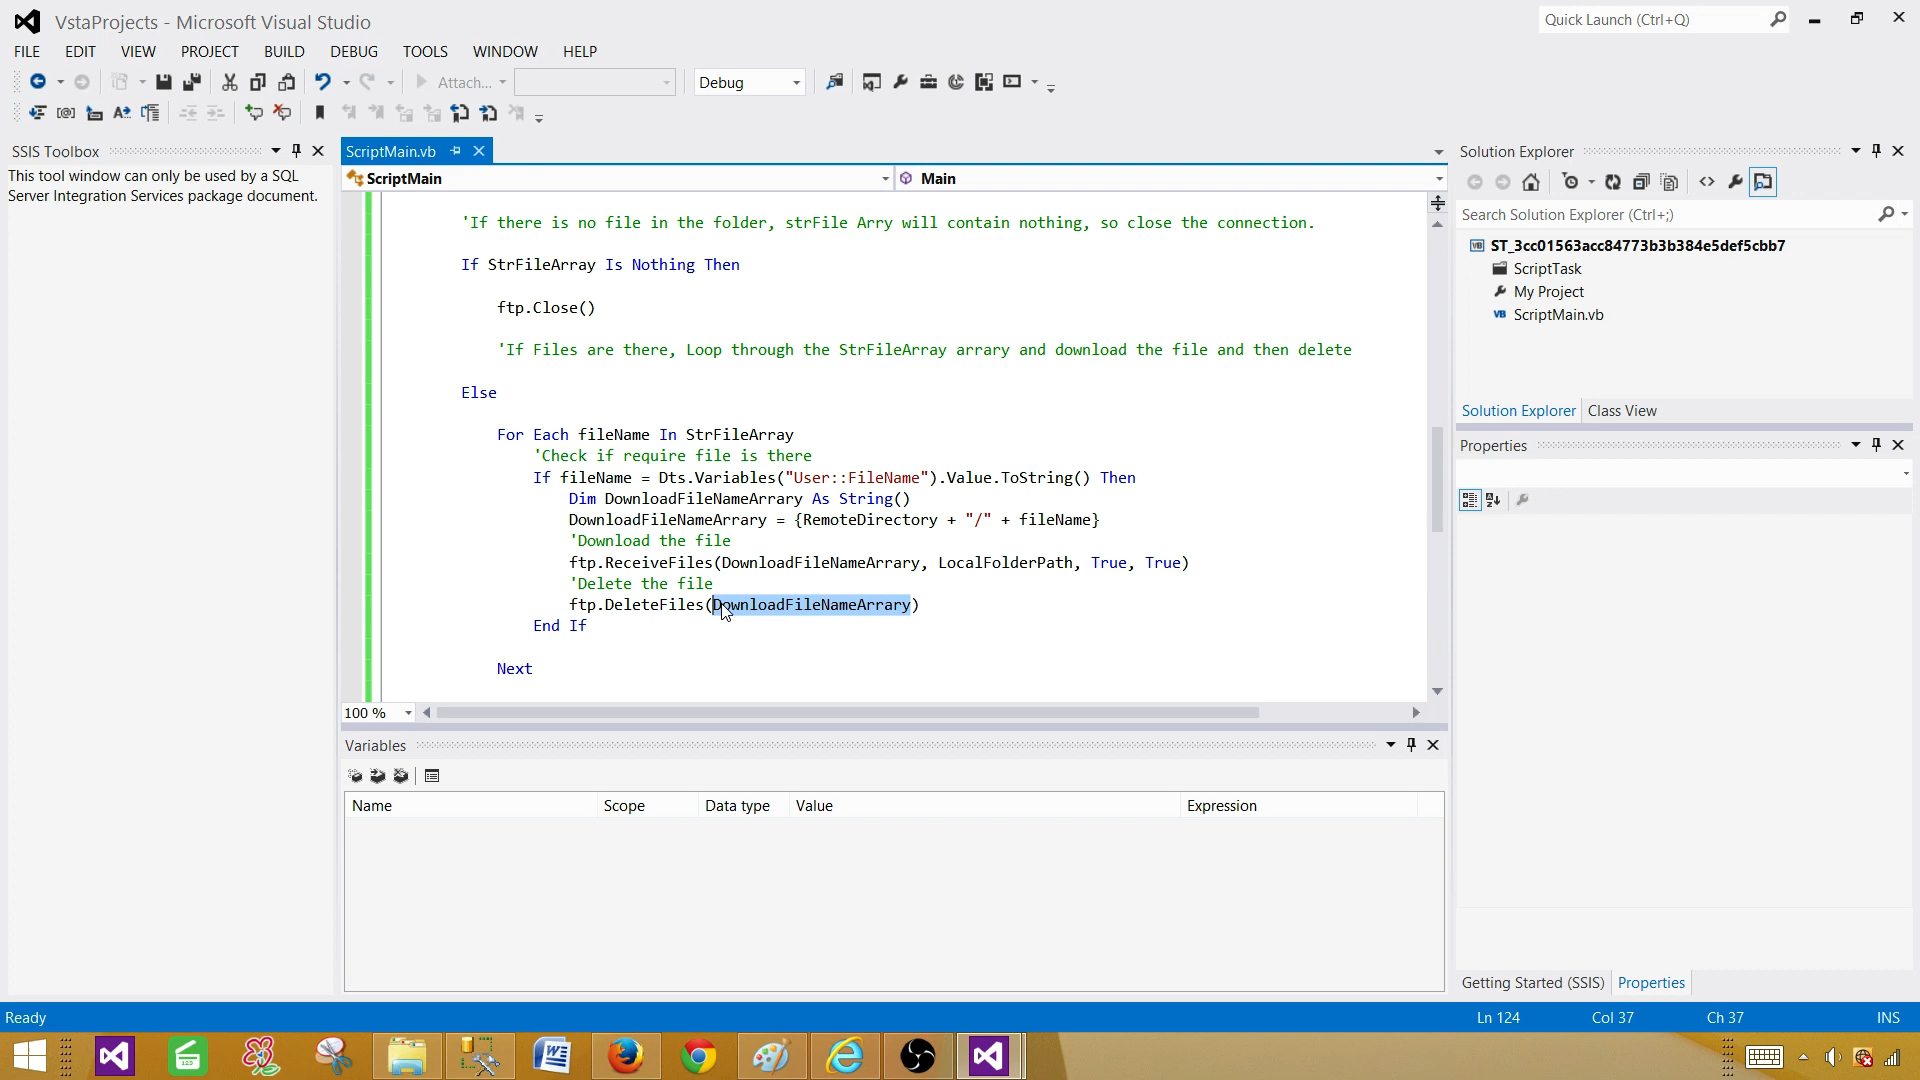 VstaProjects - Microsoft Visual Studio
Quick Launch (Ctrl+Q)
FILE EDIT VIEW PROJECT BUILD DEBUG TOOLS WINDOW HELP
Attach... Debug
SSIS Toolbox
This tool window can only be used by a SQL
Server Integration Services package document.
ScriptMain.vb
ScriptMain Main
'If there is no file in the folder, strFile Arry will contain nothing, so close the connection.
If StrFileArray Is Nothing Then
ftp.Close()
'If Files are there, Loop through the StrFileArray arrary and download the file and then delete
Else
For Each fileName In StrFileArray
'Check if require file is there
If fileName = Dts.Variables("User::FileName").Value.ToString() Then
Dim DownloadFileNameArrary As String()
DownloadFileNameArrary = {RemoteDirectory + "/" + fileName}
'Download the file
ftp.ReceiveFiles(DownloadFileNameArrary, LocalFolderPath, True, True)
'Delete the file
ftp.DeleteFiles(DownloadFileNameArrary)
End If
Next
100 %
Variables
Name Scope Data type Value Expression
Solution Explorer
Search Solution Explorer (Ctrl+;)
ST_3cc01563acc84773b3b384e5def5cbb7
ScriptTask
My Project
ScriptMain.vb
Solution Explorer Class View
Properties
Getting Started (SSIS) Properties
Ready Ln 124 Col 37 Ch 37 INS